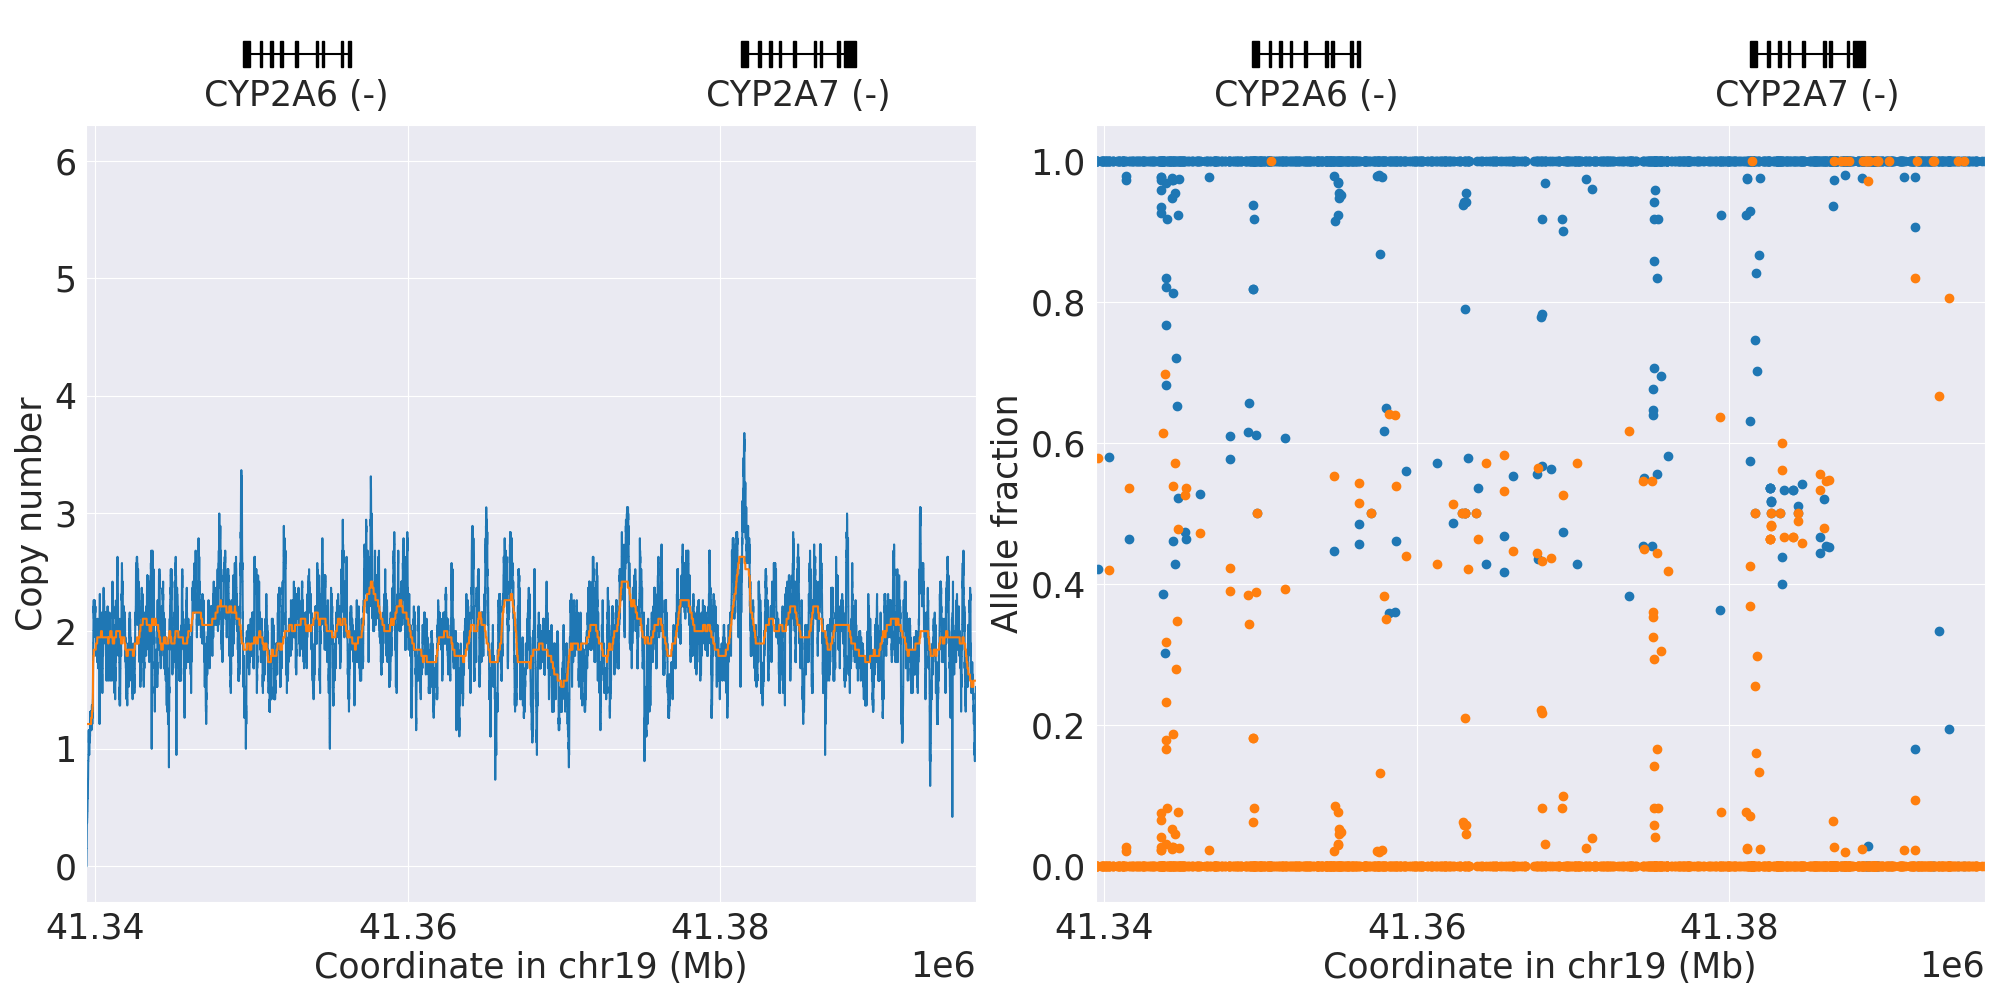 CYP2A6 (-)
CYP2A7 (-)
6
5
4
3
2
1
0
Copy number
41.34
41.36
41.38
Coordinate in chr19 (Mb)
1e6
CYP2A6 (-)
CYP2A7 (-)
1.0
0.8
0.6
0.4
0.2
0.0
Allele fraction
41.34
41.36
41.38
Coordinate in chr19 (Mb)
1e6